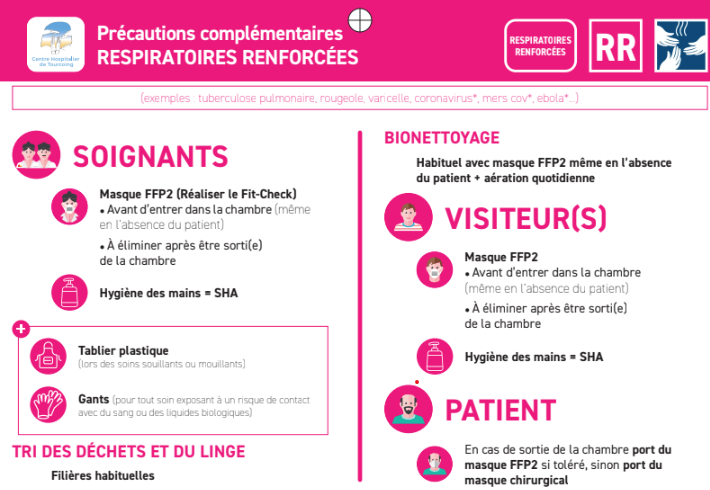 Centre Hospitalier
de Tourcoing
Précautions complémentaires
RESPIRATOIRES RENFORCÉES
RESPIRATOIRES
RENFORCÉES
RR
(exemples : tuberculose pulmonaire, rougeole, varicelle, coronavirus*, mers cov*, ebola*...)
SOIGNANTS
Masque FFP2 (Réaliser le Fit-Check)
• Avant d'entrer dans la chambre (même
en l'absence du patient)
• À éliminer après être sorti(e)
de la chambre
Hygiène des mains = SHA
+
Tablier plastique
(lors des soins souillants ou mouillants)
Gants (pour tout soin exposant à un risque de contact
avec du sang ou des liquides biologiques)
TRI DES DÉCHETS ET DU LINGE
Filières habituelles
BIONETTOYAGE
Habituel avec masque FFP2 même en l'absence
du patient + aération quotidienne
VISITEUR(S)
Masque FFP2
• Avant d'entrer dans la chambre
(même en l'absence du patient)
• À éliminer après être sorti(e)
de la chambre
Hygiène des mains = SHA
PATIENT
En cas de sortie de la chambre port du
masque FFP2 si toléré, sinon port du
masque chirurgical